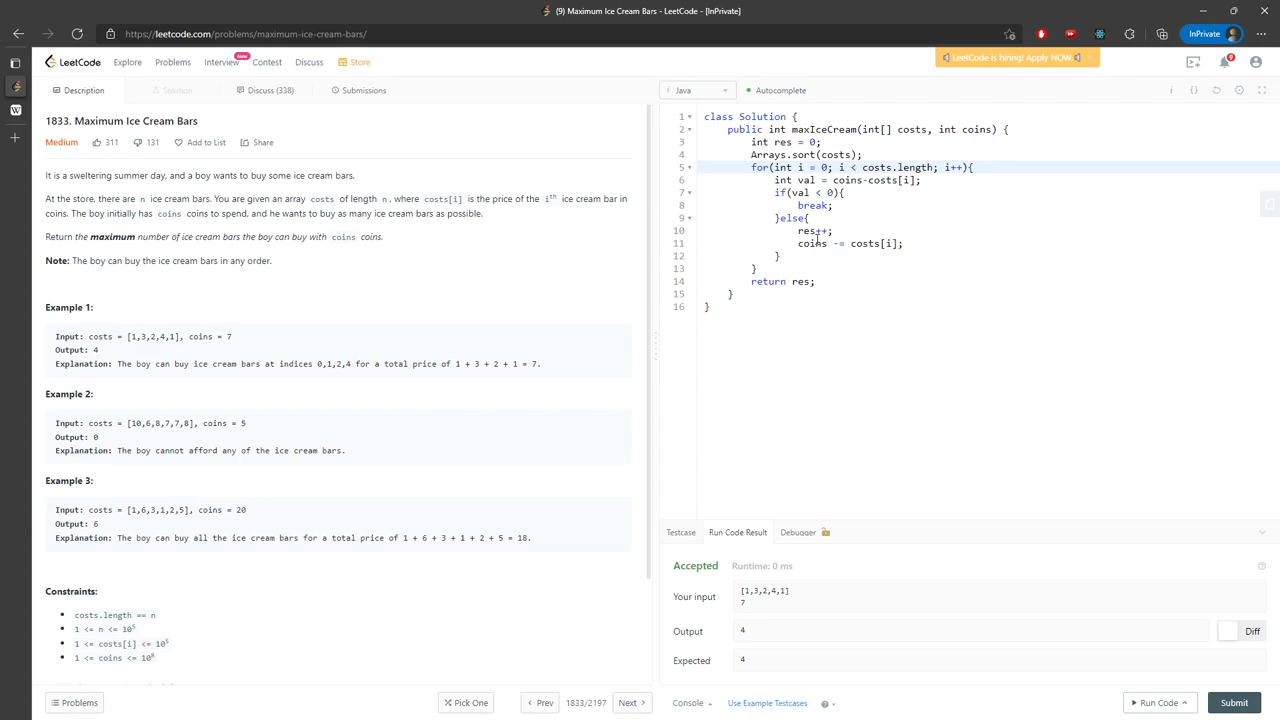 (9) Maximum Ice Cream Bars - LeetCode - [InPrivate]
https://leetcode.com/problems/maximum-ice-cream-bars/
InPrivate
LeetCode Explore Problems Interview New Contest Discuss Store
LeetCode is hiring! Apply NOW.
9
Description Solution Discuss (338) Submissions
i Java Autocomplete
1833. Maximum Ice Cream Bars
Medium 311 131 Add to List Share
It is a sweltering summer day, and a boy wants to buy some ice cream bars.
At the store, there are n ice cream bars. You are given an array costs of length n, where costs[i] is the price of the ith ice cream bar in
coins. The boy initially has coins coins to spend, and he wants to buy as many ice cream bars as possible.
Return the maximum number of ice cream bars the boy can buy with coins coins.
Note: The boy can buy the ice cream bars in any order.
Example 1:
Input: costs = [1,3,2,4,1], coins = 7
Output: 4
Explanation: The boy can buy ice cream bars at indices 0,1,2,4 for a total price of 1 + 3 + 2 + 1 = 7.
Example 2:
Input: costs = [10,6,8,7,7,8], coins = 5
Output: 0
Explanation: The boy cannot afford any of the ice cream bars.
Example 3:
Input: costs = [1,6,3,1,2,5], coins = 20
Output: 6
Explanation: The boy can buy all the ice cream bars for a total price of 1 + 6 + 3 + 1 + 2 + 5 = 18.
Constraints:
costs.length == n
1 <= n <= 10⁵
1 <= costs[i] <= 10⁵
1 <= coins <= 10⁸
1 class Solution {
2 public int maxIceCream(int[] costs, int coins) {
3 int res = 0;
4 Arrays.sort(costs);
5 for(int i = 0; i < costs.length; i++){
6 int val = coins-costs[i];
7 if(val < 0){
8 break;
9 }else{
10 res++;
11 coins -= costs[i];
12 }
13 }
14 return res;
15 }
16 }
Testcase Run Code Result Debugger
Accepted Runtime: 0 ms
Your input
[1,3,2,4,1]
7
Output 4 Diff
Expected 4
Problems Pick One Prev 1833/2197 Next Console Use Example Testcases Run Code Submit